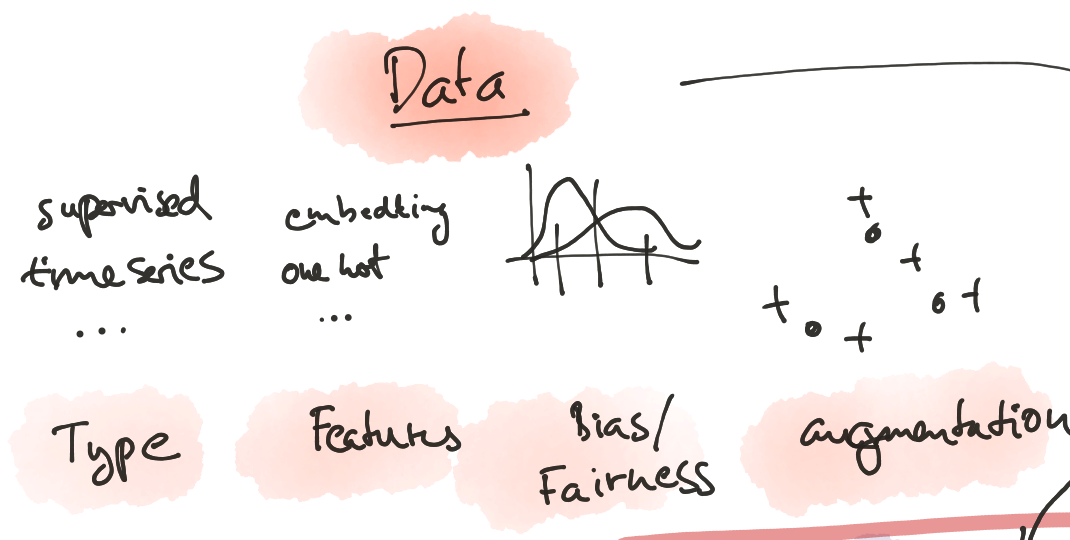 Data
supervised
time series
...
embedding
one hot
...
Type
Features
Bias/
Fairness
augmentation